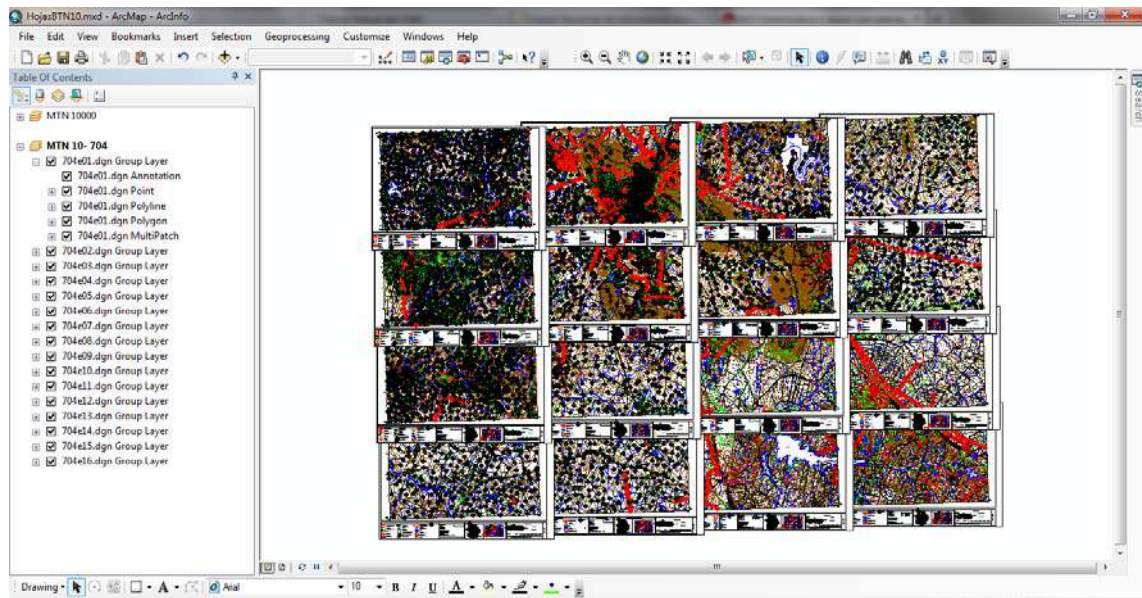 HojasBTN10.mxd - ArcMap - ArcInfo
File Edit View Bookmarks Insert Selection Geoprocessing Customize Windows Help
Table Of Contents
MTN 10000
MTN 10- 704
704e01.dgn Group Layer
704e01.dgn Annotation
704e01.dgn Point
704e01.dgn Polyline
704e01.dgn Polygon
704e01.dgn MultiPatch
704e02.dgn Group Layer
704e03.dgn Group Layer
704e04.dgn Group Layer
704e05.dgn Group Layer
704e06.dgn Group Layer
704e07.dgn Group Layer
704e08.dgn Group Layer
704e09.dgn Group Layer
704e10.dgn Group Layer
704e11.dgn Group Layer
704e12.dgn Group Layer
704e13.dgn Group Layer
704e14.dgn Group Layer
704e15.dgn Group Layer
704e16.dgn Group Layer
Search
Drawing A Arial 10 B I U A